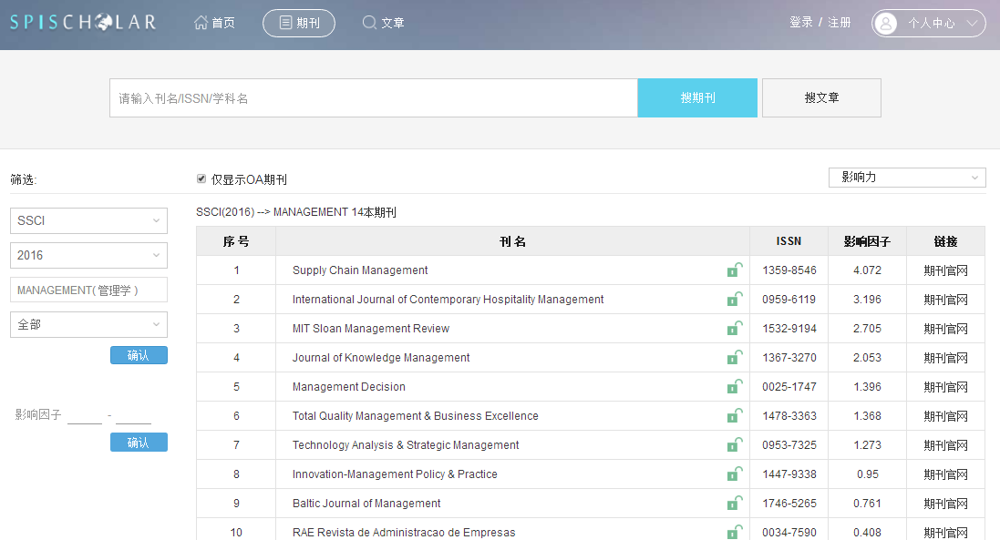 SPISCHOLAR 首页 期刊 文章 登录 / 注册 个人中心
请输入刊名/ISSN/学科名 搜期刊 搜文章
筛选: 仅显示OA期刊 影响力
SSCI(2016) --> MANAGEMENT 14本期刊
SSCI
2016
MANAGEMENT( 管理学 )
全部
确认
影响因子 ____ - ____
确认
序号 刊名 ISSN 影响因子 链接
1 Supply Chain Management 1359-8546 4.072 期刊官网
2 International Journal of Contemporary Hospitality Management 0959-6119 3.196 期刊官网
3 MIT Sloan Management Review 1532-9194 2.705 期刊官网
4 Journal of Knowledge Management 1367-3270 2.053 期刊官网
5 Management Decision 0025-1747 1.396 期刊官网
6 Total Quality Management & Business Excellence 1478-3363 1.368 期刊官网
7 Technology Analysis & Strategic Management 0953-7325 1.273 期刊官网
8 Innovation-Management Policy & Practice 1447-9338 0.95 期刊官网
9 Baltic Journal of Management 1746-5265 0.761 期刊官网
10 RAE Revista de Administracao de Empresas 0034-7590 0.408 期刊官网